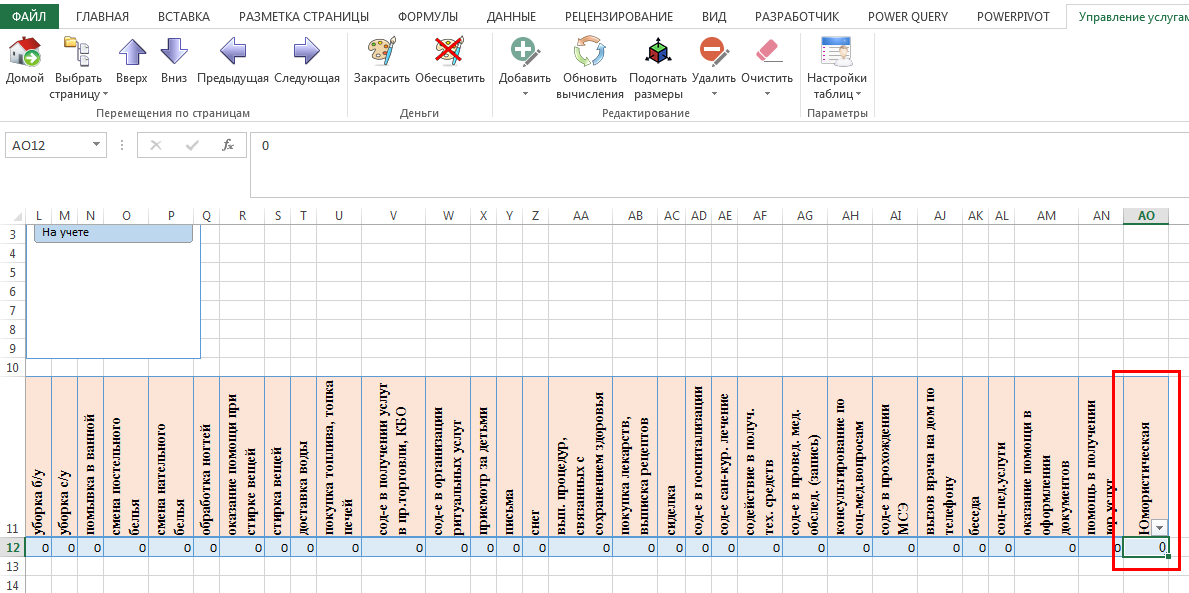 ФАЙЛ ГЛАВНАЯ ВСТАВКА РАЗМЕТКА СТРАНИЦЫ ФОРМУЛЫ ДАННЫЕ РЕЦЕНЗИРОВАНИЕ ВИД РАЗРАБОТЧИК POWER QUERY POWERPIVOT Управление услугам
Домой Выбрать страницу Вверх Вниз Предыдущая Следующая Закрасить Обесцветить Добавить Обновить вычисления Подогнать размеры Удалить Очистить Настройки таблиц
Перемещения по страницам Деньги Редактирование Параметры
AO12 fx 0
L M N O P Q R S T U V W X Y Z AA AB AC AD AE AF AG AH AI AJ AK AL AM AN AO
3 На учете
4
5
6
7
8
9
10
11
уборка б/у
уборка с/у
помывка в ванной
смена постельного
белья
смена нательного
белья
обработка ногтей
оказание помощи при
стирке вещей
стирка вещей
доставка воды
покупка топлива, топка
печей
сод-е в получении услуг
в пр.торговли, КБО
сод-е в организации
ритуальных услуг
присмотр за детьми
письма
снег
вып. процедур,
связанных с
сохранением здоровья
покупка лекарств,
выписка рецептов
сиделка
сод-е в госпитализации
сод-е сан-кур. лечение
содействие в получ.
тех. средств
сод-е в провед. мед.
обслед. (запись)
консультирование по
соц-мед.вопросам
сод-е в прохождении
МСЭ
вызов врача на дом по
телефону
беседа
соц-пед.услуги
оказание помощи в
оформлении
документов
помощь в получении
юр.услуг
Юмористическая
12 0 0 0 0 0 0 0 0 0 0 0 0 0 0 0 0 0 0 0 0 0 0 0 0 0 0 0 0 0 0
13
14